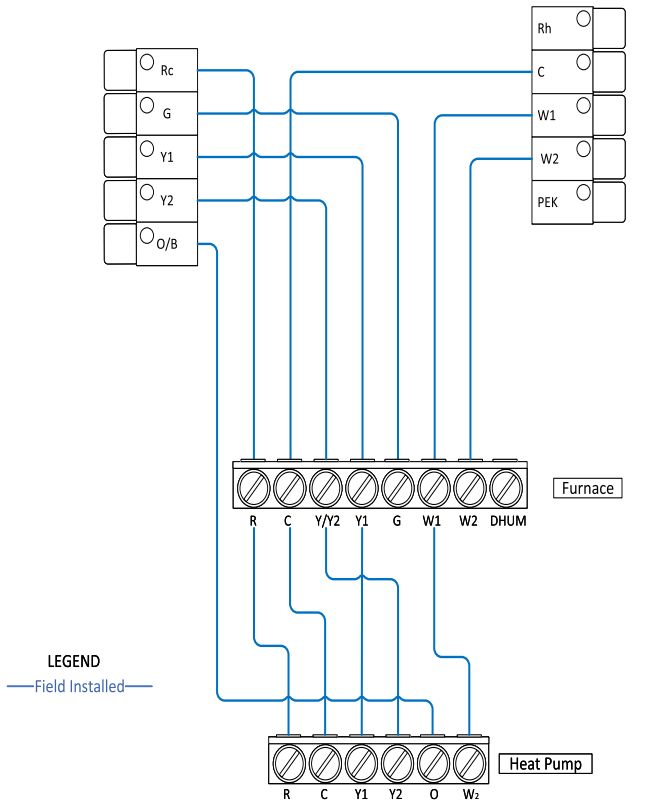 Rh
Rc
C
G
W1
Y1
W2
Y2
PEK
O/B
Furnace
R C Y/Y2 Y1 G W1 W2 DHUM
LEGEND
Field Installed
Heat Pump
R C Y1 Y2 O W₂